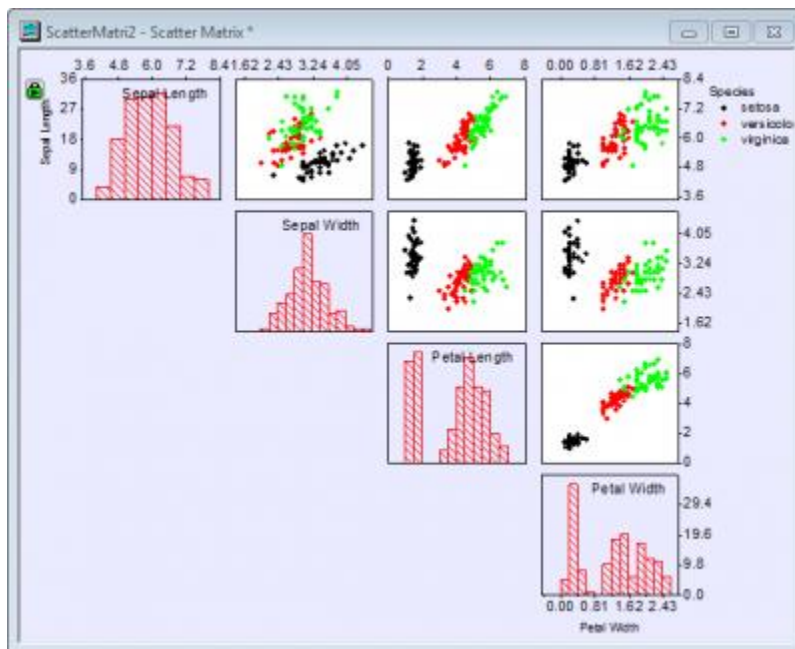 ScatterMatri2 - Scatter Matrix *
3.6 4.8 6.0 7.2 8.4 1.62 2.43 3.24 4.05 0 2 4 6 8 0.00 0.81 1.62 2.43
36
27
18
9
0
Sepal Length
Sepal Length
8.4
7.2
6.0
4.8
3.6
Species
setosa
versicolo
virginica
Sepal Width
4.05
3.24
2.43
1.62
Petal Length
8
6
4
2
0
Petal Width
29.4
19.6
9.8
0.0
0.00 0.81 1.62 2.43
Petal Width